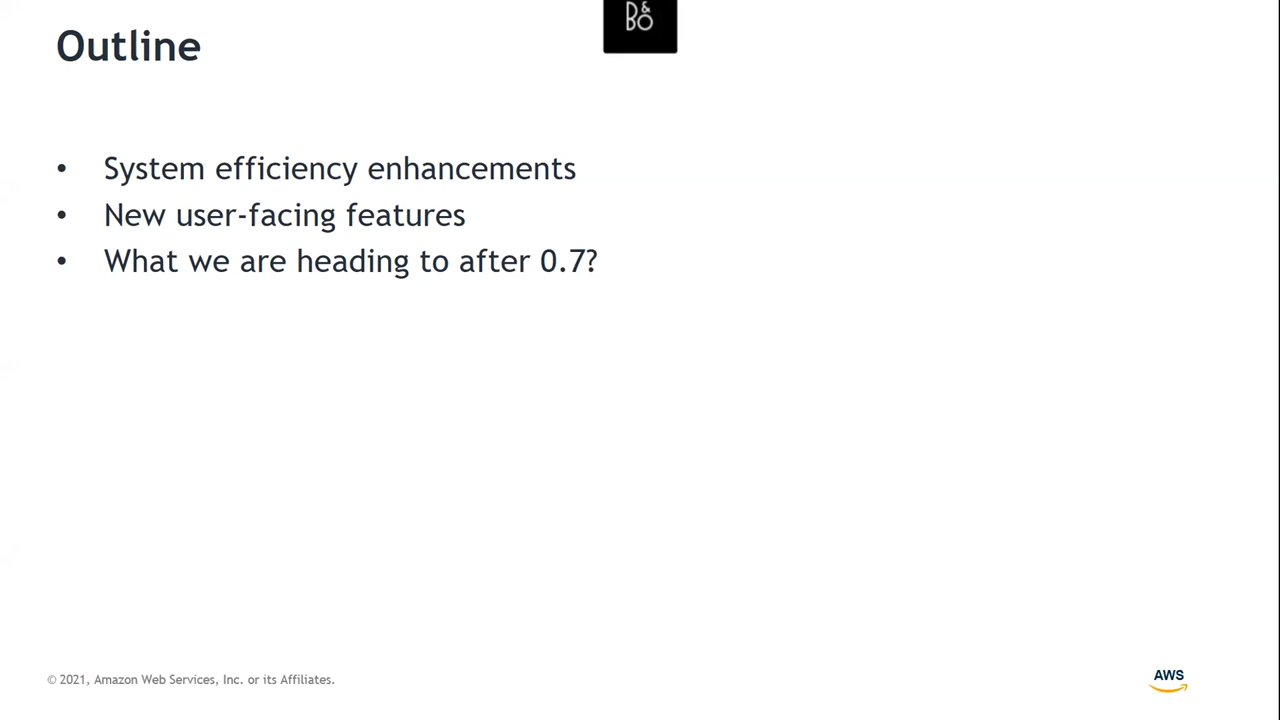 B&O
Outline
• System efficiency enhancements
• New user-facing features
• What we are heading to after 0.7?
© 2021, Amazon Web Services, Inc. or its Affiliates.
AWS